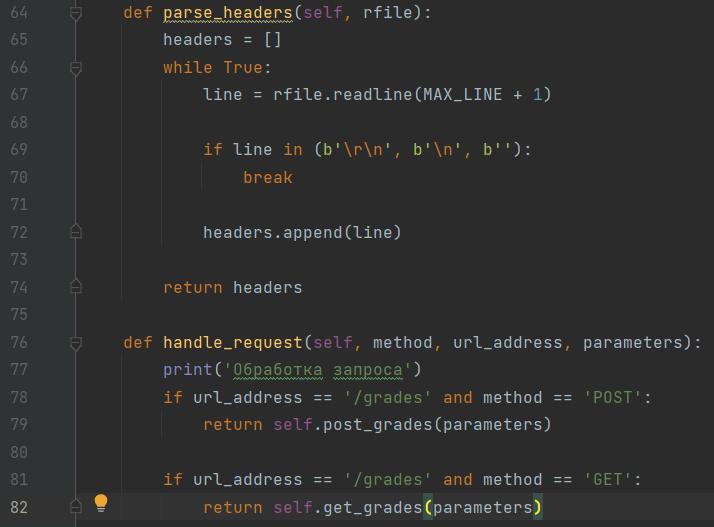 64 def parse_headers(self, rfile):
65 headers = []
66 while True:
67 line = rfile.readline(MAX_LINE + 1)
68
69 if line in (b'\r\n', b'\n', b''):
70 break
71
72 headers.append(line)
73
74 return headers
75
76 def handle_request(self, method, url_address, parameters):
77 print('Обработка запроса')
78 if url_address == '/grades' and method == 'POST':
79 return self.post_grades(parameters)
80
81 if url_address == '/grades' and method == 'GET':
82 return self.get_grades(parameters)